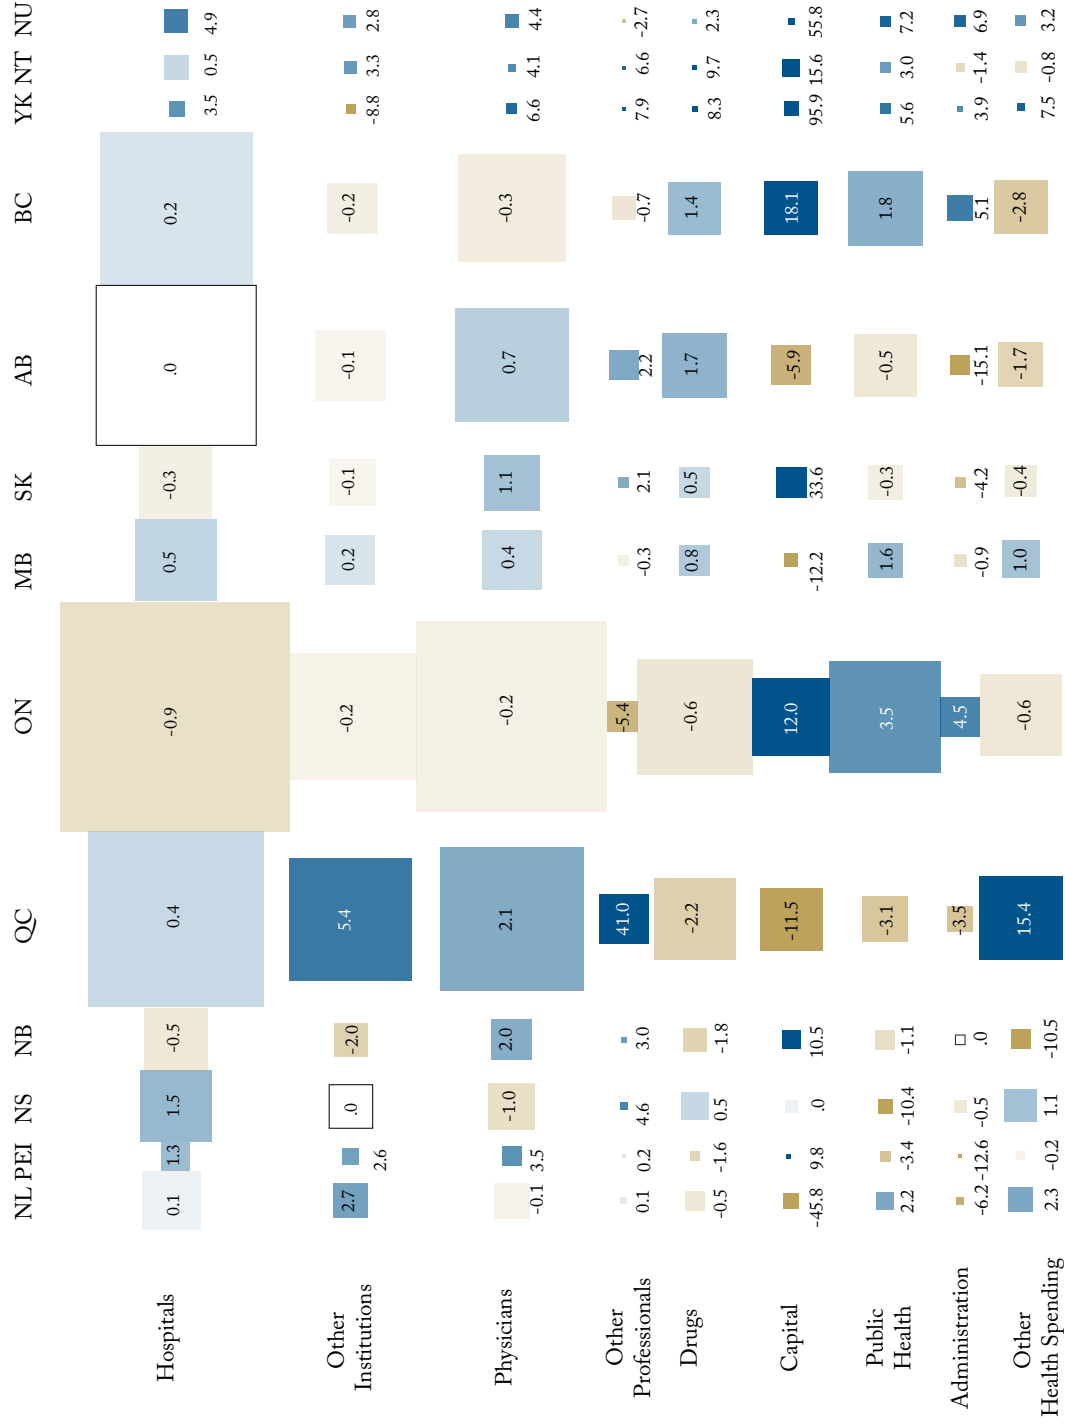 NL PEI NS NB QC ON MB SK AB BC YK NT NU
Hospitals 0.1 1.3 1.5 -0.5 0.4 -0.9 0.5 -0.3 .0 0.2 3.5 0.5 4.9
Other
Institutions 2.7 2.6 .0 -2.0 5.4 -0.2 0.2 -0.1 -0.1 -0.2 -8.8 3.3 2.8
Physicians -0.1 3.5 -1.0 2.0 2.1 -0.2 0.4 1.1 0.7 -0.3 6.6 4.1 4.4
Other
Professionals 0.1 0.2 4.6 3.0 41.0 -5.4 -0.3 2.1 2.2 -0.7 7.9 6.6 -2.7
Drugs -0.5 -1.6 0.5 -1.8 -2.2 -0.6 0.8 0.5 1.7 1.4 8.3 9.7 2.3
Capital -45.8 9.8 .0 10.5 -11.5 12.0 -12.2 33.6 -5.9 18.1 95.9 15.6 55.8
Public
Health 2.2 -3.4 -10.4 -1.1 -3.1 3.5 1.6 -0.3 -0.5 1.8 5.6 3.0 7.2
Administration -6.2 -12.6 -0.5 .0 -3.5 4.5 -0.9 -4.2 -15.1 5.1 3.9 -1.4 6.9
Other
Health Spending 2.3 -0.2 1.1 -10.5 15.4 -0.6 1.0 -0.4 -1.7 -2.8 7.5 -0.8 3.2